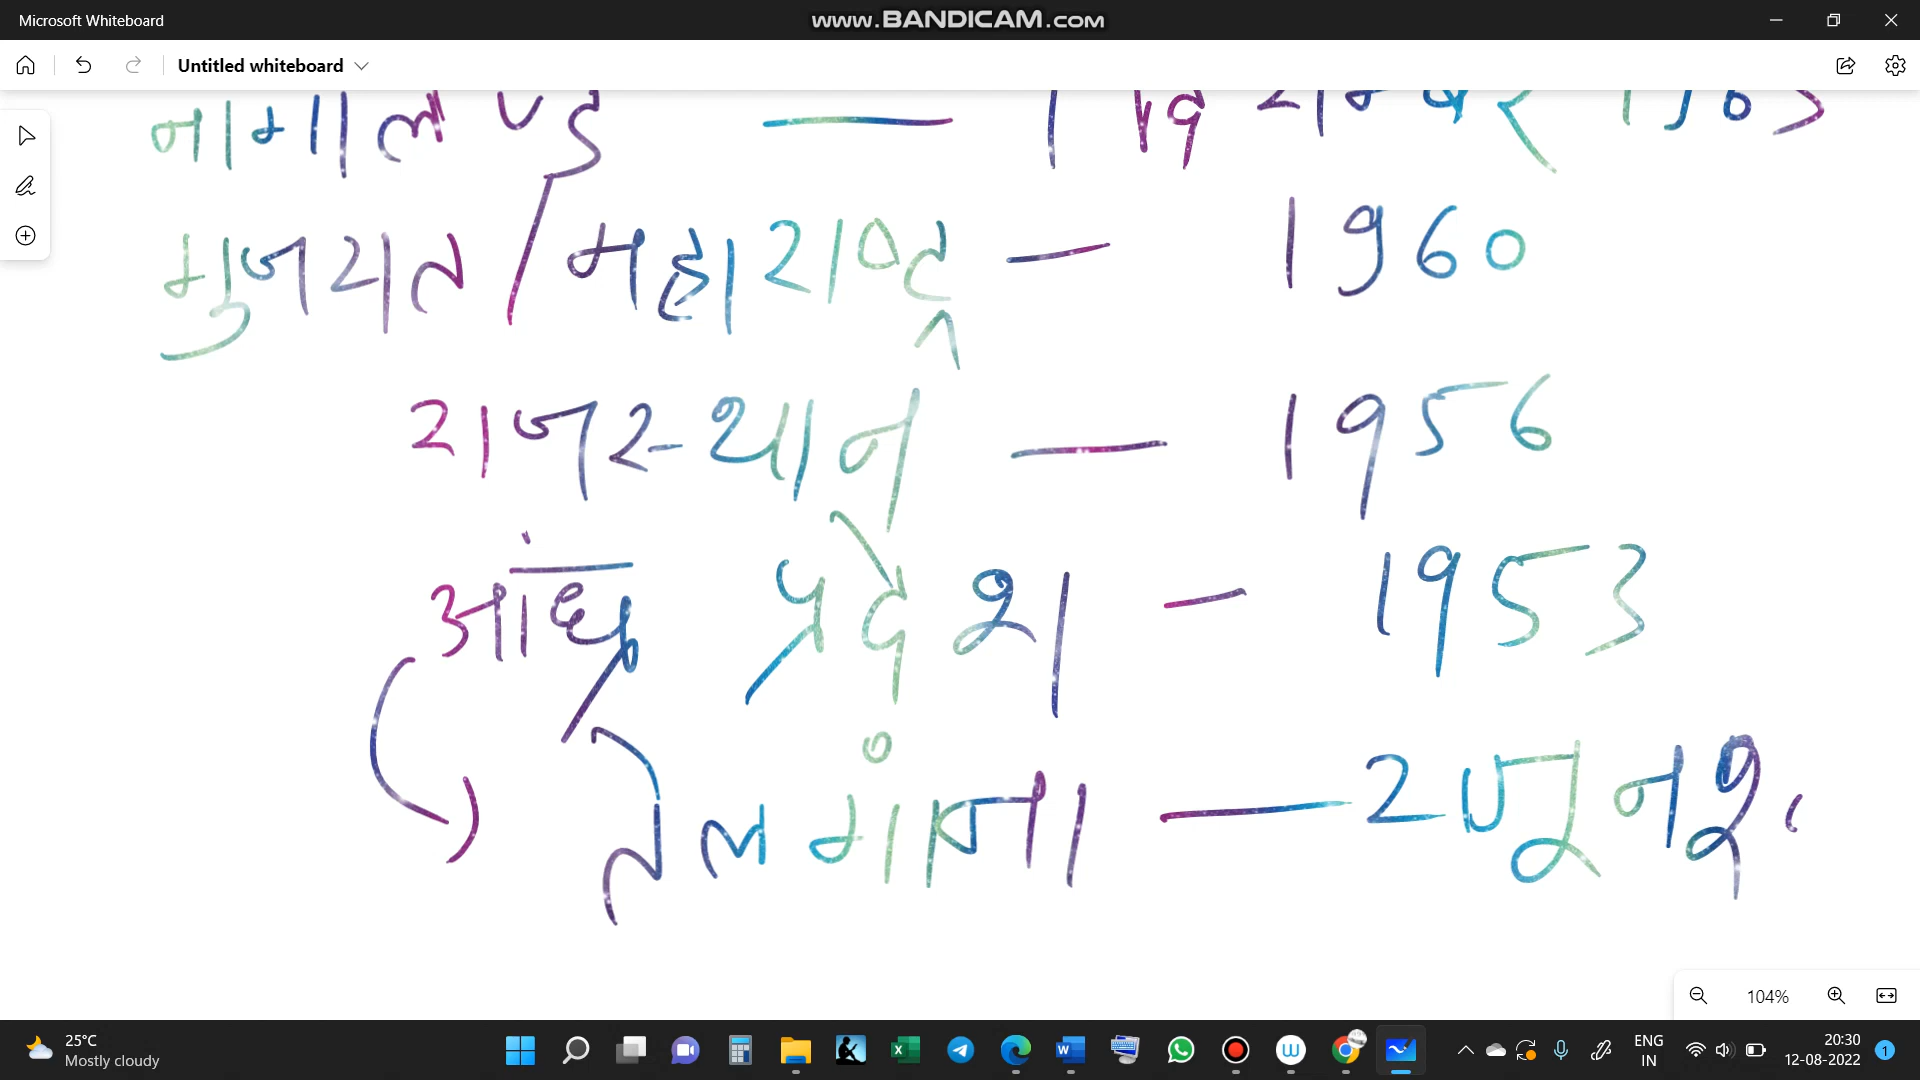 Microsoft Whiteboard
www.BANDICAM.com
Untitled whiteboard
नागालैण्ड — 1 दिसम्बर 1963
गुजरात / महाराष्ट्र — 1960
राजस्थान — 1956
आंध्र प्रदेश — 1953
तेलंगाना — 2 जून
104%
25°C
Mostly cloudy
ENG
IN
20:30
12-08-2022
1